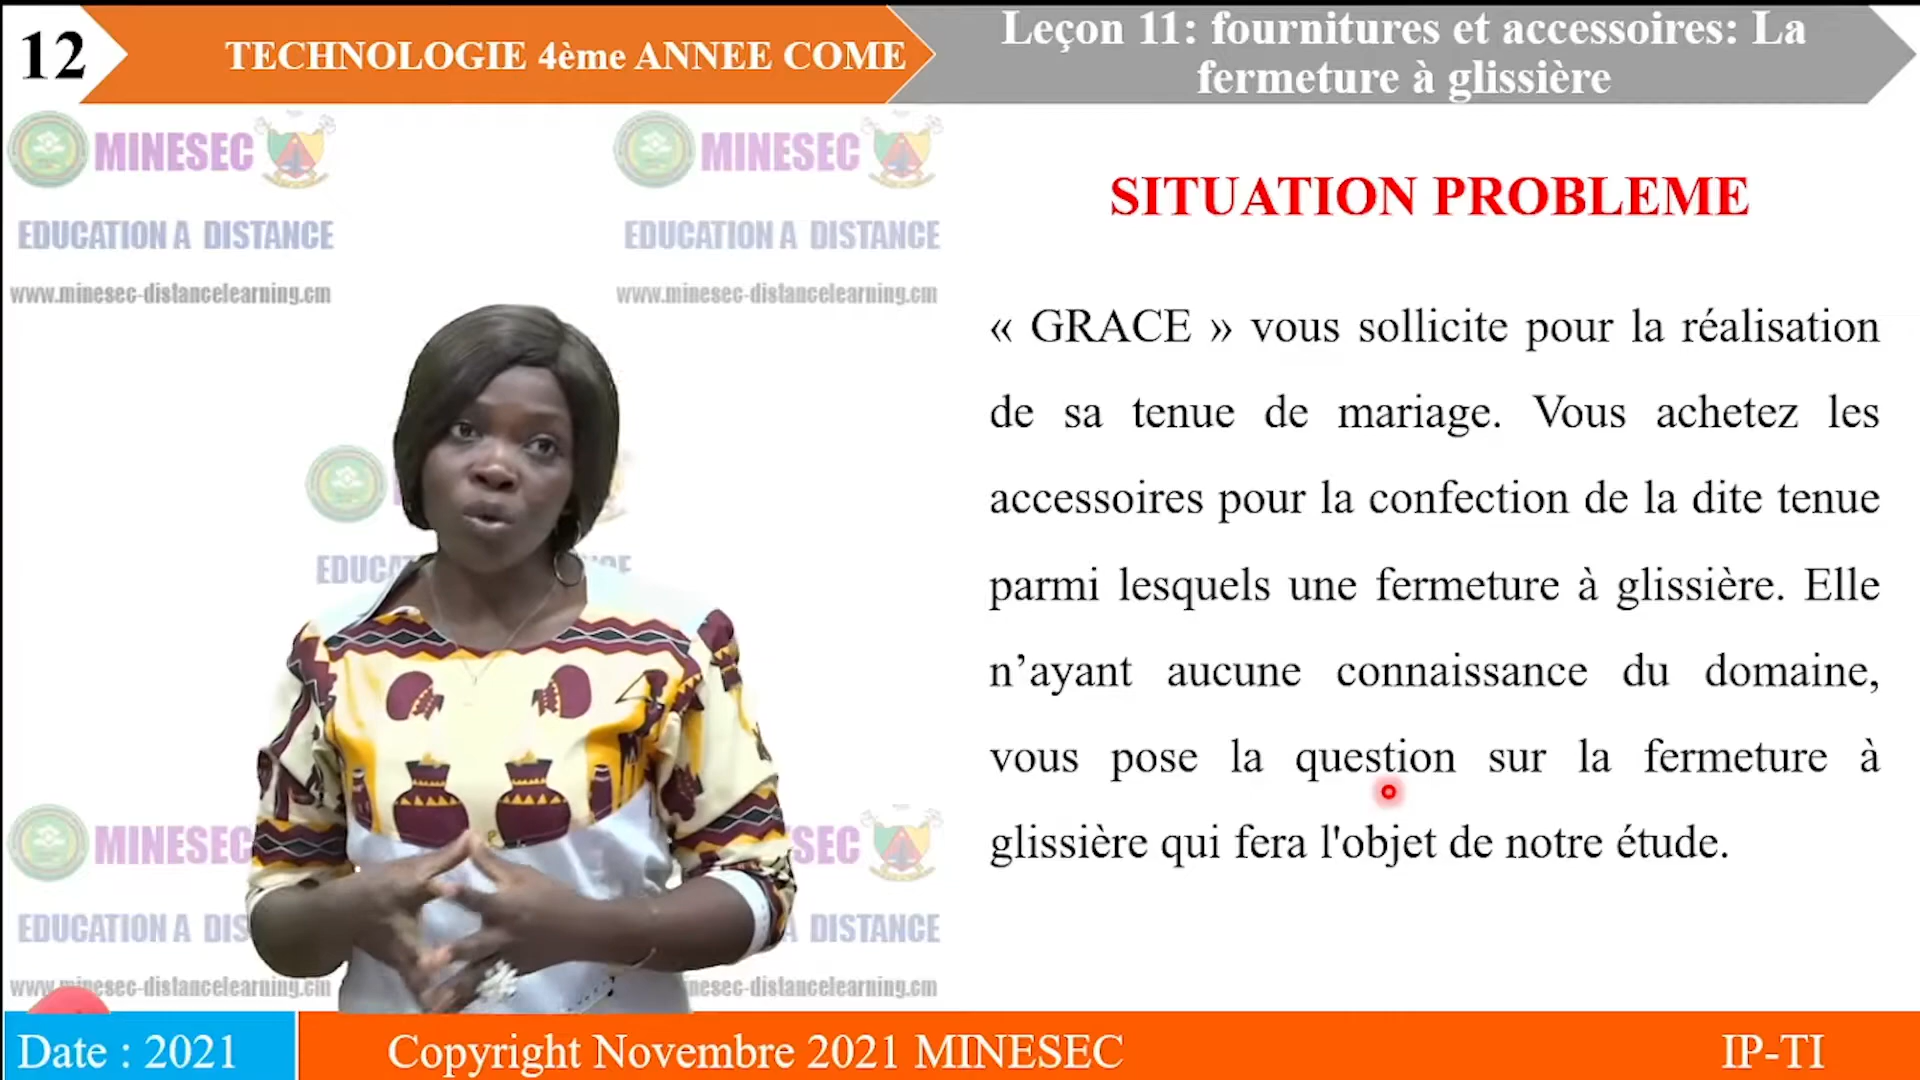 12
TECHNOLOGIE 4ème ANNEE COME
Leçon 11: fournitures et accessoires: La
fermeture à glissière
MINESEC
EDUCATION A DISTANCE
www.minesec-distancelearning.cm
MINESEC
EDUCATION A DISTANCE
www.minesec-distancelearning.cm
SITUATION PROBLEME
« GRACE » vous sollicite pour la réalisation
de sa tenue de mariage. Vous achetez les
accessoires pour la confection de la dite tenue
parmi lesquels une fermeture à glissière. Elle
n’ayant aucune connaissance du domaine,
vous pose la question sur la fermeture à
glissière qui fera l'objet de notre étude.
MINESEC
EDUCATION A DIS
DISTANCE
Date : 2021
Copyright Novembre 2021 MINESEC
IP-TI